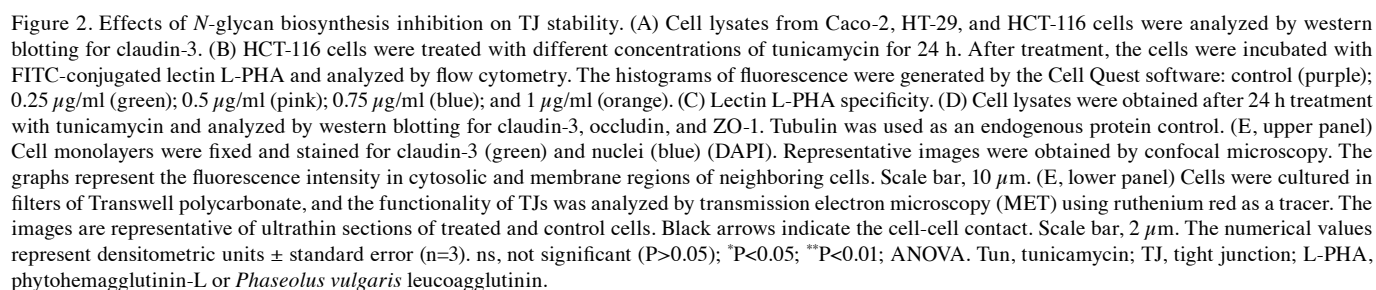 Figure 2. Effects of N-glycan biosynthesis inhibition on TJ stability. (A) Cell lysates from Caco-2, HT-29, and HCT-116 cells were analyzed by western
blotting for claudin-3. (B) HCT-116 cells were treated with different concentrations of tunicamycin for 24 h. After treatment, the cells were incubated with
FITC-conjugated lectin L-PHA and analyzed by flow cytometry. The histograms of fluorescence were generated by the Cell Quest software: control (purple);
0.25 µg/ml (green); 0.5 µg/ml (pink); 0.75 µg/ml (blue); and 1 µg/ml (orange). (C) Lectin L-PHA specificity. (D) Cell lysates were obtained after 24 h treatment
with tunicamycin and analyzed by western blotting for claudin-3, occludin, and ZO-1. Tubulin was used as an endogenous protein control. (E, upper panel)
Cell monolayers were fixed and stained for claudin-3 (green) and nuclei (blue) (DAPI). Representative images were obtained by confocal microscopy. The
graphs represent the fluorescence intensity in cytosolic and membrane regions of neighboring cells. Scale bar, 10 µm. (E, lower panel) Cells were cultured in
filters of Transwell polycarbonate, and the functionality of TJs was analyzed by transmission electron microscopy (MET) using ruthenium red as a tracer. The
images are representative of ultrathin sections of treated and control cells. Black arrows indicate the cell-cell contact. Scale bar, 2 µm. The numerical values
represent densitometric units ± standard error (n=3). ns, not significant (P>0.05); *P<0.05; **P<0.01; ANOVA. Tun, tunicamycin; TJ, tight junction; L-PHA,
phytohemagglutinin-L or Phaseolus vulgaris leucoagglutinin.